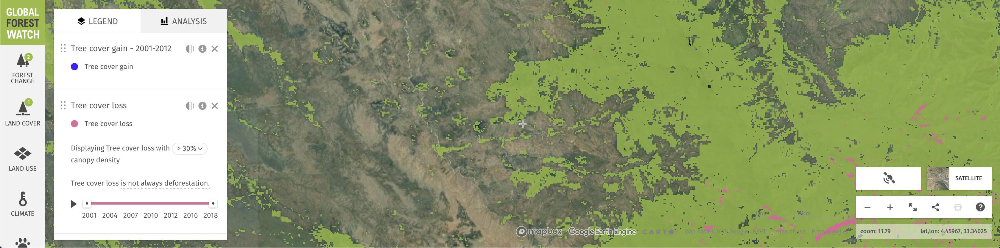 GLOBAL
FOREST
WATCH
LEGEND
ANALYSIS
2
FOREST
CHANGE
1
LAND COVER
LAND USE
CLIMATE
Tree cover gain - 2001-2012
Tree cover gain
Tree cover loss
Tree cover loss
Displaying Tree cover loss with > 30%
canopy density
Tree cover loss is not always deforestation.
2001 2004 2007 2010 2012 2016 2018
SATELLITE
mapbox Google Earth Engine CARTO Map data ©2016 Google, INEGI Terms of use Privacy policy
zoom: 11.79 lat,lon: 4.45967, 33.34025